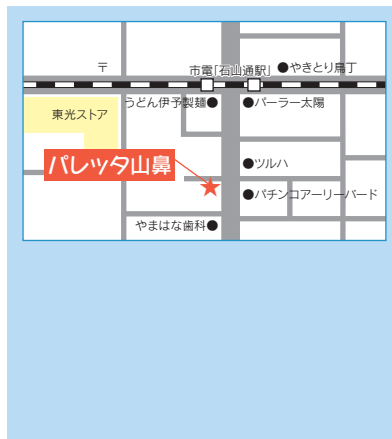 〒
市電「石山通駅」
●やきとり鳥丁
うどん伊予製麺●
●パーラー太陽
東光ストア
パレッタ山鼻
●ツルハ
●パチンコアーリーバード
やまはな歯科●